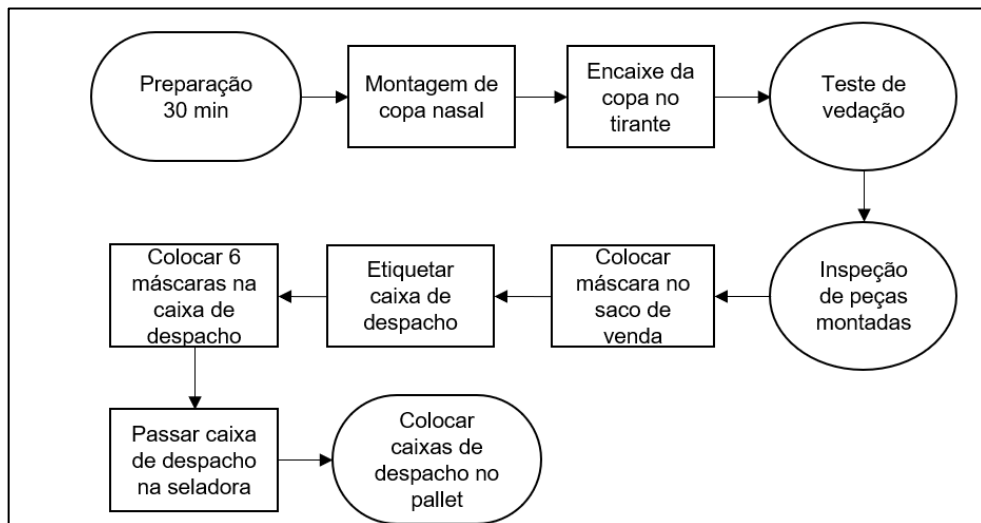 Preparação
30 min
Montagem de
copa nasal
Encaixe da
copa no
tirante
Teste de
vedação
Inspeção
de peças
montadas
Colocar
máscara no
saco de
venda
Etiquetar
caixa de
despacho
Colocar 6
máscaras na
caixa de
despacho
Passar caixa
de despacho
na seladora
Colocar
caixas de
despacho no
pallet